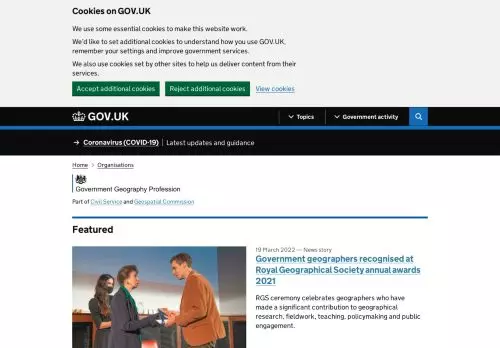 Cookies on GOV.UK
We use some essential cookies to make this website work.
We'd like to set additional cookies to understand how you use GOV.UK,
remember your settings and improve government services.
We also use cookies set by other sites to help us deliver content from their
services.
Accept additional cookies
Reject additional cookies
View cookies
GOV.UK
Topics
Government activity
→ Coronavirus (COVID-19) | Latest updates and guidance
Home > Organisations
Government Geography Profession
Part of Civil Service and Geospatial Commission
Featured
19 March 2022 — News story
Government geographers recognised at
Royal Geographical Society annual awards
2021
RGS ceremony celebrates geographers who have
made a significant contribution to geographical
research, fieldwork, teaching, policymaking and public
engagement.